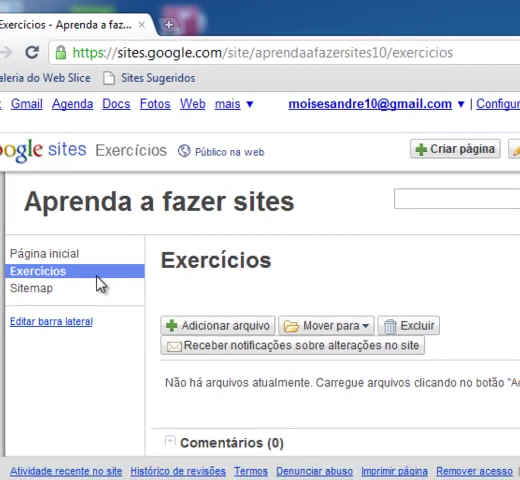 Exercícios - Aprenda a faz...
https://sites.google.com/site/aprendaafazersites10/exercicios
aleria do Web Slice Sites Sugeridos
Gmail Agenda Docs Fotos Web mais ▼ moisesandre10@gmail.com ▼ | Configur
ogle sites Exercícios Público na web Criar página
Aprenda a fazer sites
Página inicial
Exercícios
Sitemap
Editar barra lateral
Exercícios
Adicionar arquivo Mover para Excluir
Receber notificações sobre alterações no site
Não há arquivos atualmente. Carregue arquivos clicando no botão "A
Comentários (0)
Atividade recente no site Histórico de revisões Termos Denunciar abuso Imprimir página Remover acesso |